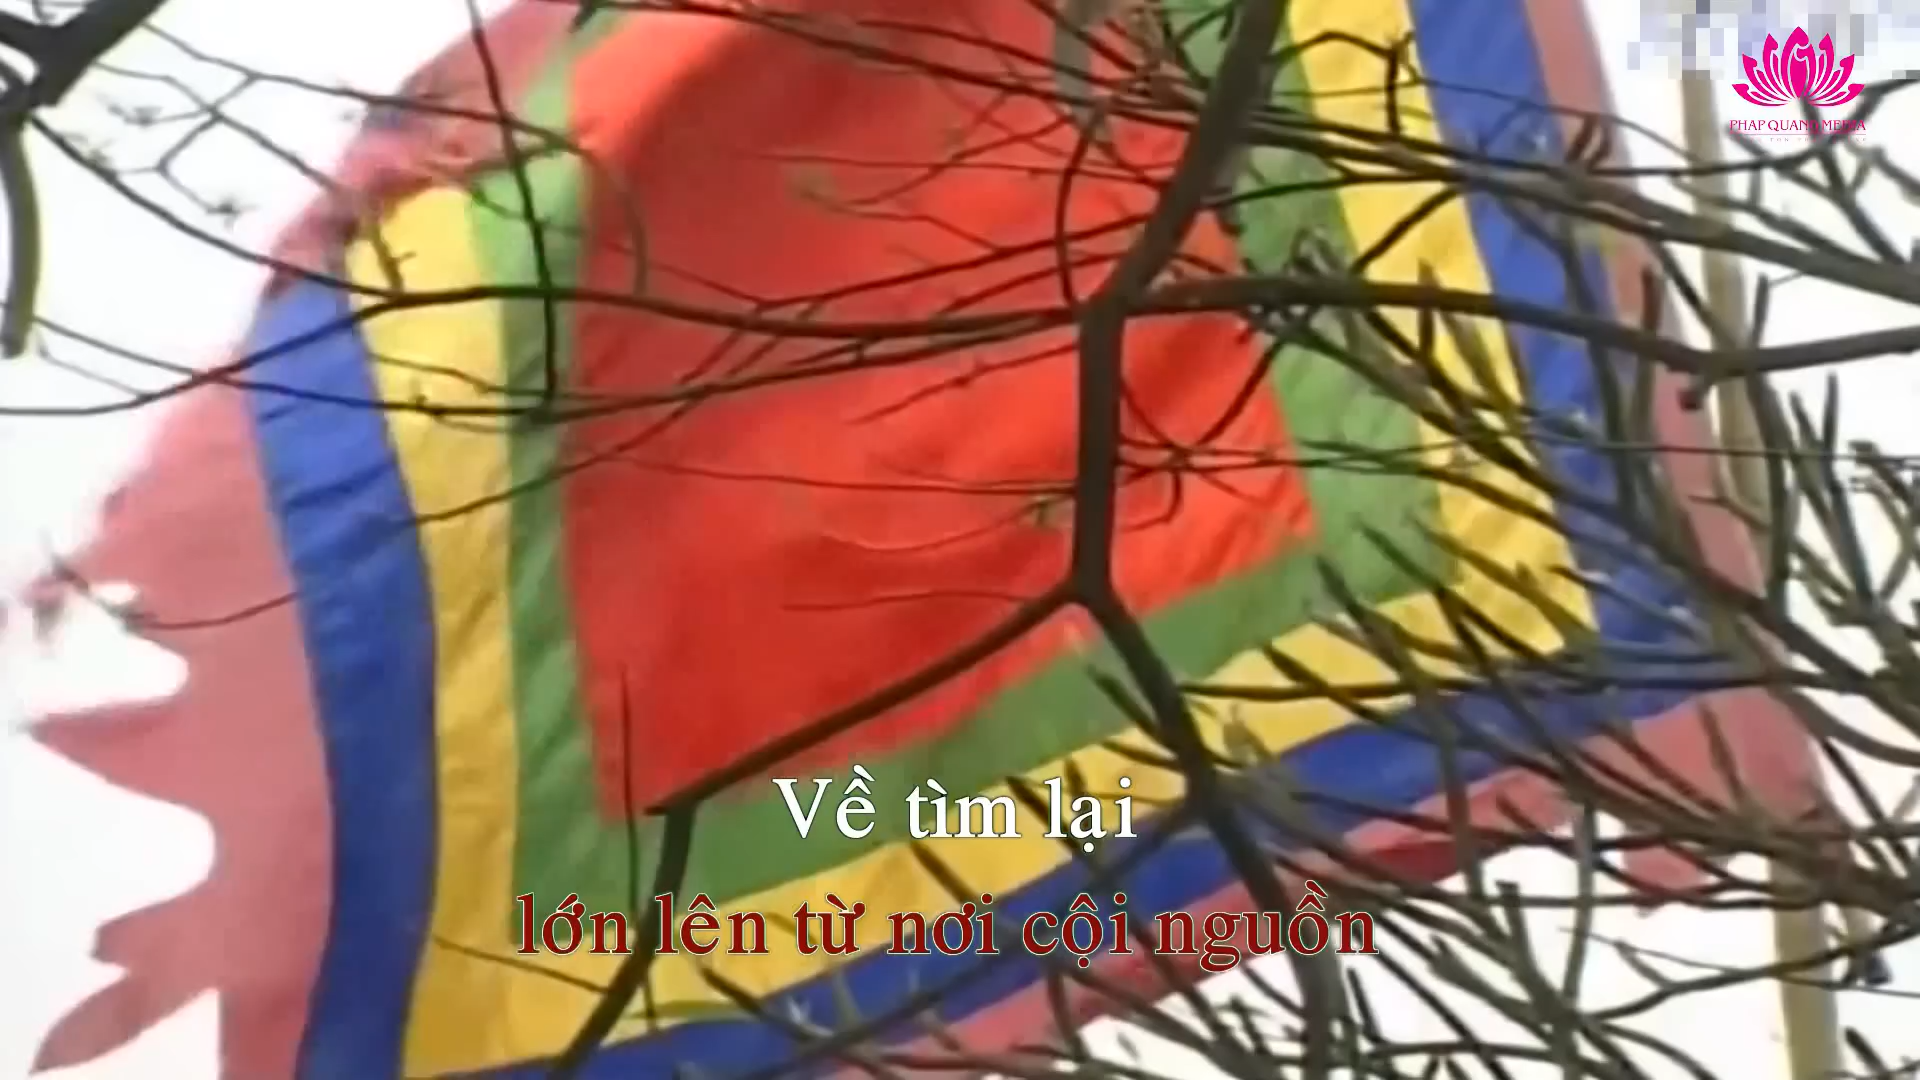 PHAP QUANG MEDIA
Về tìm lại
lớn lên từ nơi cội nguồn